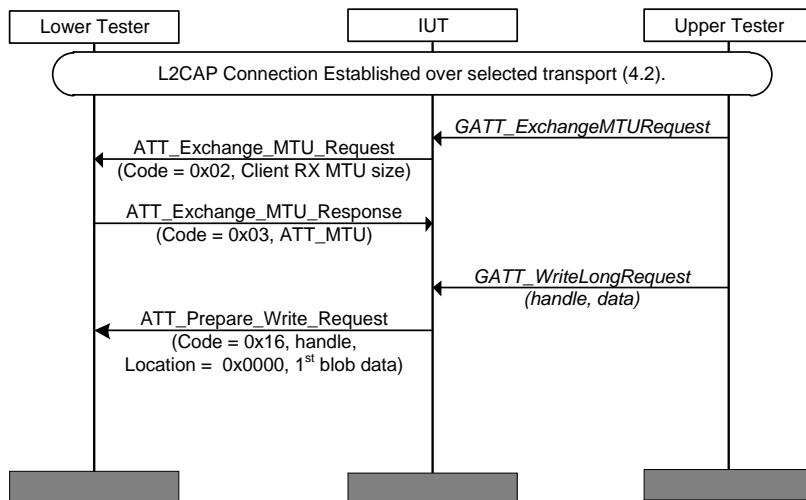 Lower Tester
IUT
Upper Tester
L2CAP Connection Established over selected transport (4.2).
GATT_ExchangeMTURequest
ATT_Exchange_MTU_Request
(Code = 0x02, Client RX MTU size)
ATT_Exchange_MTU_Response
(Code = 0x03, ATT_MTU)
GATT_WriteLongRequest
(handle, data)
ATT_Prepare_Write_Request
(Code = 0x16, handle,
Location = 0x0000, 1st blob data)